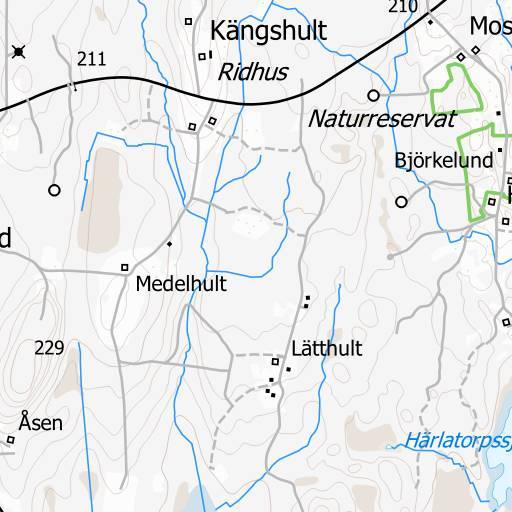 210
Mos
Kängshult
211
Ridhus
Naturreservat
Björkelund
H
d
Medelhult
229
Lätthult
Åsen
Härlatorpssj